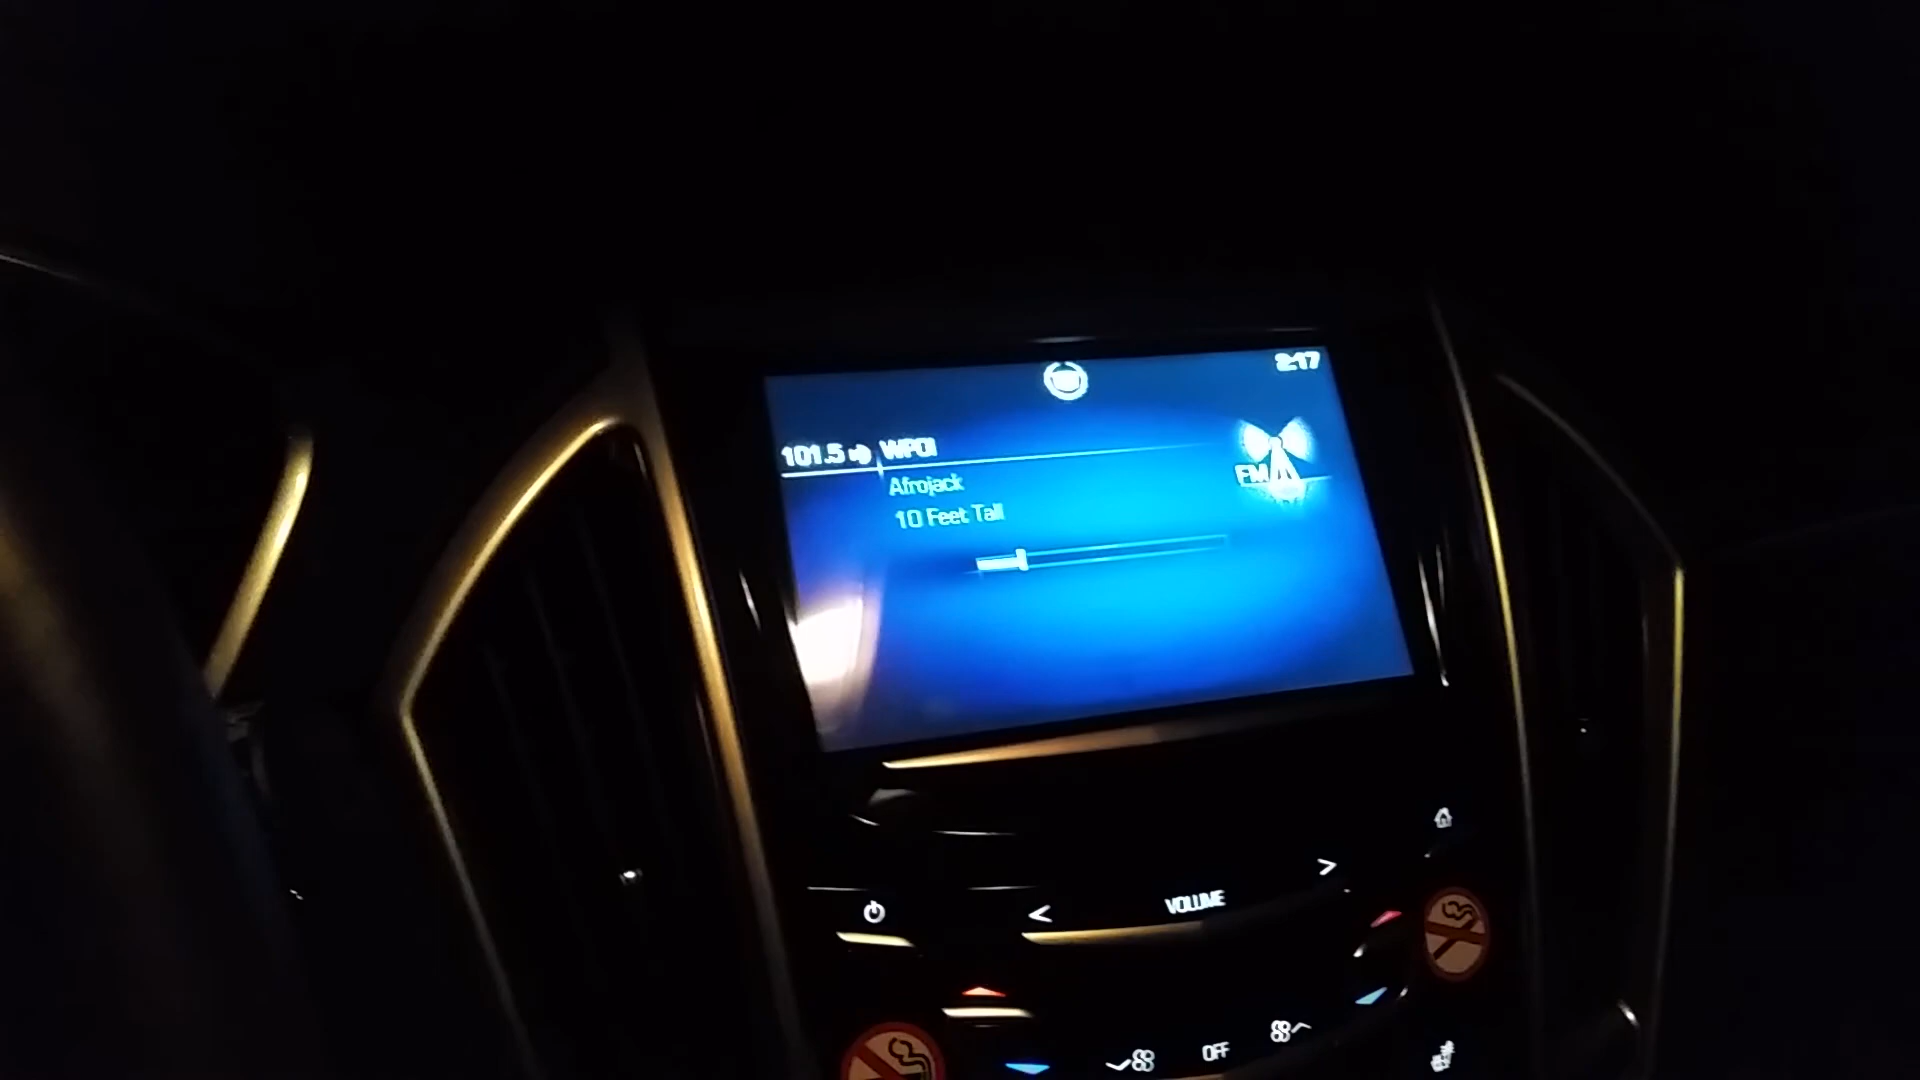 2:17
101.5 WPOI
FM
Afrojack
10 Feet Tall
VOLUME
OFF